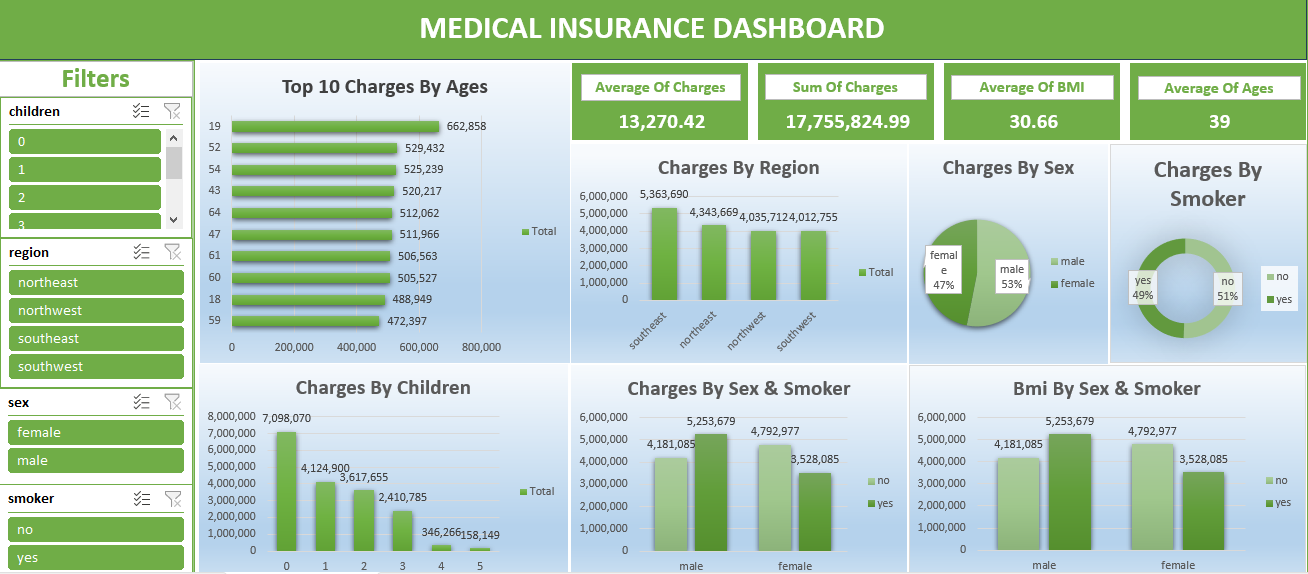 MEDICAL INSURANCE DASHBOARD
Filters
children
0
1
2
3
region
northeast
northwest
southeast
southwest
sex
female
male
smoker
no
yes
Top 10 Charges By Ages
19
662,858
52
529,432
54
525,239
43
520,217
64
512,062
47
511,966
61
506,563
60
505,527
18
488,949
59
472,397
0 200,000 400,000 600,000 800,000
Total
Average Of Charges
13,270.42
Sum Of Charges
17,755,824.99
Average Of BMI
30.66
Average Of Ages
39
Charges By Region
6,000,000
5,000,000
4,000,000
3,000,000
2,000,000
1,000,000
0
5,363,690
4,343,669
4,035,712
4,012,755
southeast
northeast
northwest
southwest
Total
Charges By Sex
femal
e
47%
male
53%
male
female
Charges By
Smoker
yes
49%
no
51%
no
yes
Charges By Children
8,000,000
7,000,000
6,000,000
5,000,000
4,000,000
3,000,000
2,000,000
1,000,000
0
7,098,070
4,124,900
3,617,655
2,410,785
346,266
158,149
0 1 2 3 4 5
Total
Charges By Sex & Smoker
6,000,000
5,000,000
4,000,000
3,000,000
2,000,000
1,000,000
0
4,181,085
5,253,679
4,792,977
3,528,085
male female
no
yes
Bmi By Sex & Smoker
6,000,000
5,000,000
4,000,000
3,000,000
2,000,000
1,000,000
0
4,181,085
5,253,679
4,792,977
3,528,085
male female
no
yes